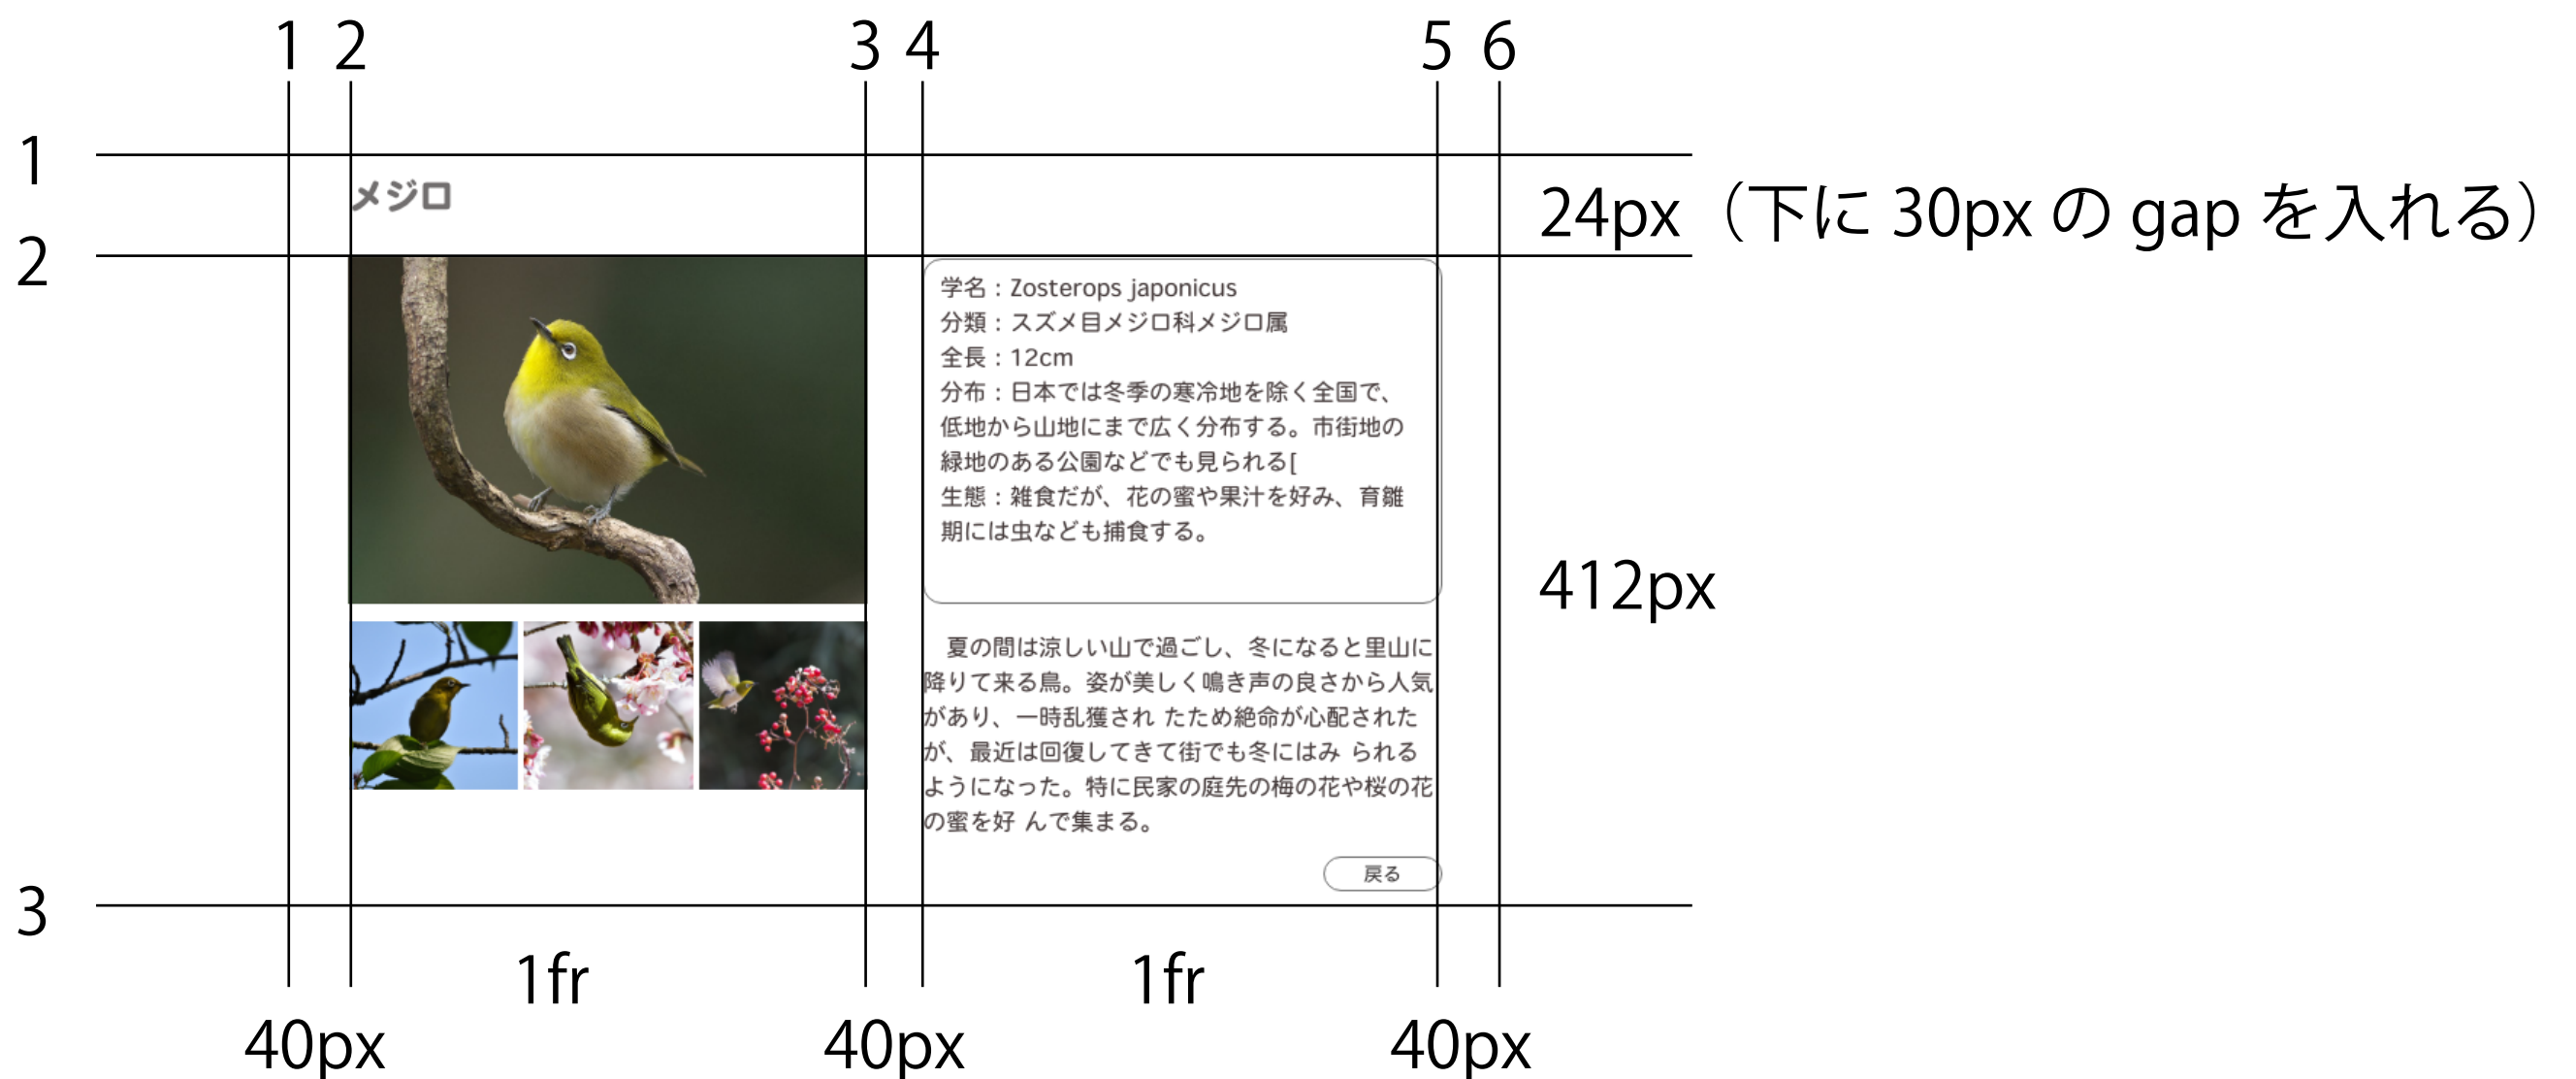 1 2 3 4 5 6
1
メジロ
24px（下に 30px の gap を入れる）
2
学名：Zosterops japonicus
分類：スズメ目メジロ科メジロ属
全長：12cm
分布：日本では冬季の寒冷地を除く全国で、
低地から山地にまで広く分布する。市街地の
緑地のある公園などでも見られる[
生態：雑食だが、花の蜜や果汁を好み、育雛
期には虫なども捕食する。
412px
夏の間は涼しい山で過ごし、冬になると里山に
降りて来る鳥。姿が美しく鳴き声の良さから人気
があり、一時乱獲され たため絶命が心配された
が、最近は回復してきて街でも冬にはみ られる
ようになった。特に民家の庭先の梅の花や桜の花
の蜜を好 んで集まる。
戻る
3
1fr 1fr
40px 40px 40px